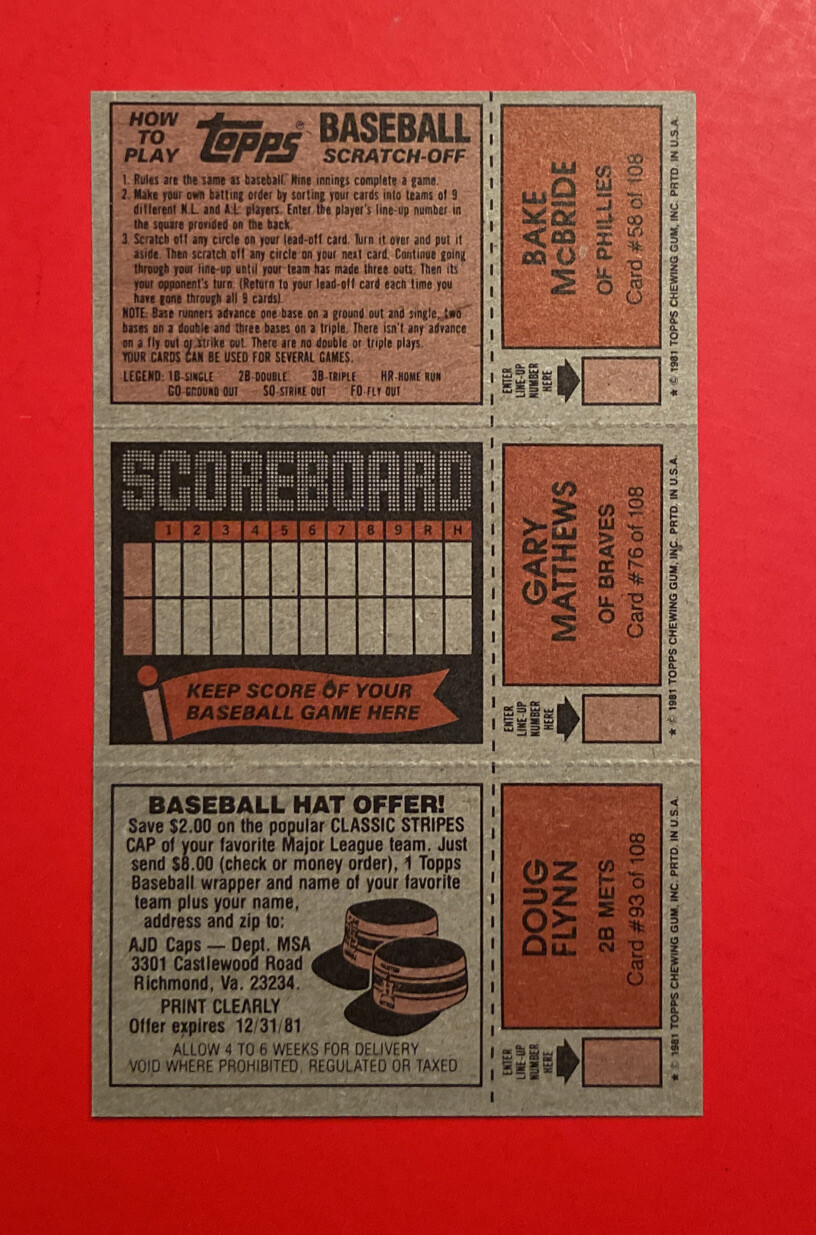 HOW
TO
PLAY
Topps® BASEBALL
SCRATCH-OFF
1. Rules are the same as baseball. Nine innings complete a game.
2. Make your own batting order by sorting your cards into teams of 9
different N.L. and A.L. players. Enter the player's line-up number in
the square provided on the back.
3. Scratch off any circle on your lead-off card. Turn it over and put it
aside. Then scratch off any circle on your next card. Continue going
through your line-up until your team has made three outs. Then its
your opponent's turn. (Return to your lead-off card each time you
have gone through all 9 cards).
NOTE: Base runners advance one base on a ground out and single, two
bases on a double and three bases on a triple. There isn't any advance
on a fly out or strike out. There are no double or triple plays.
YOUR CARDS CAN BE USED FOR SEVERAL GAMES.
LEGEND: 1B-SINGLE 2B-DOUBLE 3B-TRIPLE HR-HOME RUN
GO-GROUND OUT SO-STRIKE OUT FO-FLY OUT
BAKE
McBRIDE
OF PHILLIES
Card #58 of 108
ENTER
LINE-UP
NUMBER
HERE
★ © 1981 TOPPS CHEWING GUM, INC. PRTD. IN U.S.A.
SCOREBOARD
1 2 3 4 5 6 7 8 9 R H
KEEP SCORE OF YOUR
BASEBALL GAME HERE
GARY
MATTHEWS
OF BRAVES
Card #76 of 108
ENTER
LINE-UP
NUMBER
HERE
★ © 1981 TOPPS CHEWING GUM, INC. PRTD. IN U.S.A.
BASEBALL HAT OFFER!
Save $2.00 on the popular CLASSIC STRIPES
CAP of your favorite Major League team. Just
send $8.00 (check or money order), 1 Topps
Baseball wrapper and name of your favorite
team plus your name,
address and zip to:
AJD Caps — Dept. MSA
3301 Castlewood Road
Richmond, Va. 23234.
PRINT CLEARLY
Offer expires 12/31/81
ALLOW 4 TO 6 WEEKS FOR DELIVERY
VOID WHERE PROHIBITED, REGULATED OR TAXED
DOUG
FLYNN
2B METS
Card #93 of 108
ENTER
LINE-UP
NUMBER
HERE
★ © 1981 TOPPS CHEWING GUM, INC. PRTD. IN U.S.A.